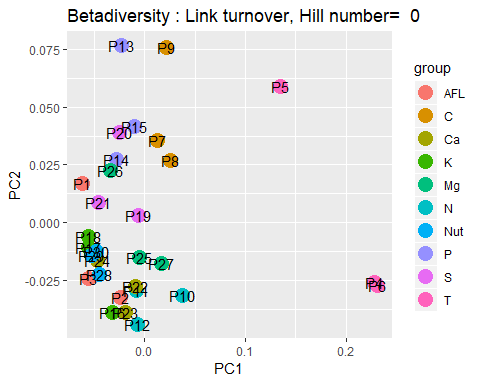 Betadiversity : Link turnover, Hill number= 0
0.075
0.050
0.025
0.000
-0.025
PC2
P13
P9
P5
P15
P20
P7
P14
P8
P26
P1
P21
P19
P18
P25
P27
P28
P3
P2
P10
P12
P6
0.0
0.1
0.2
PC1
group
AFL
C
Ca
K
Mg
N
Nut
P
S
T